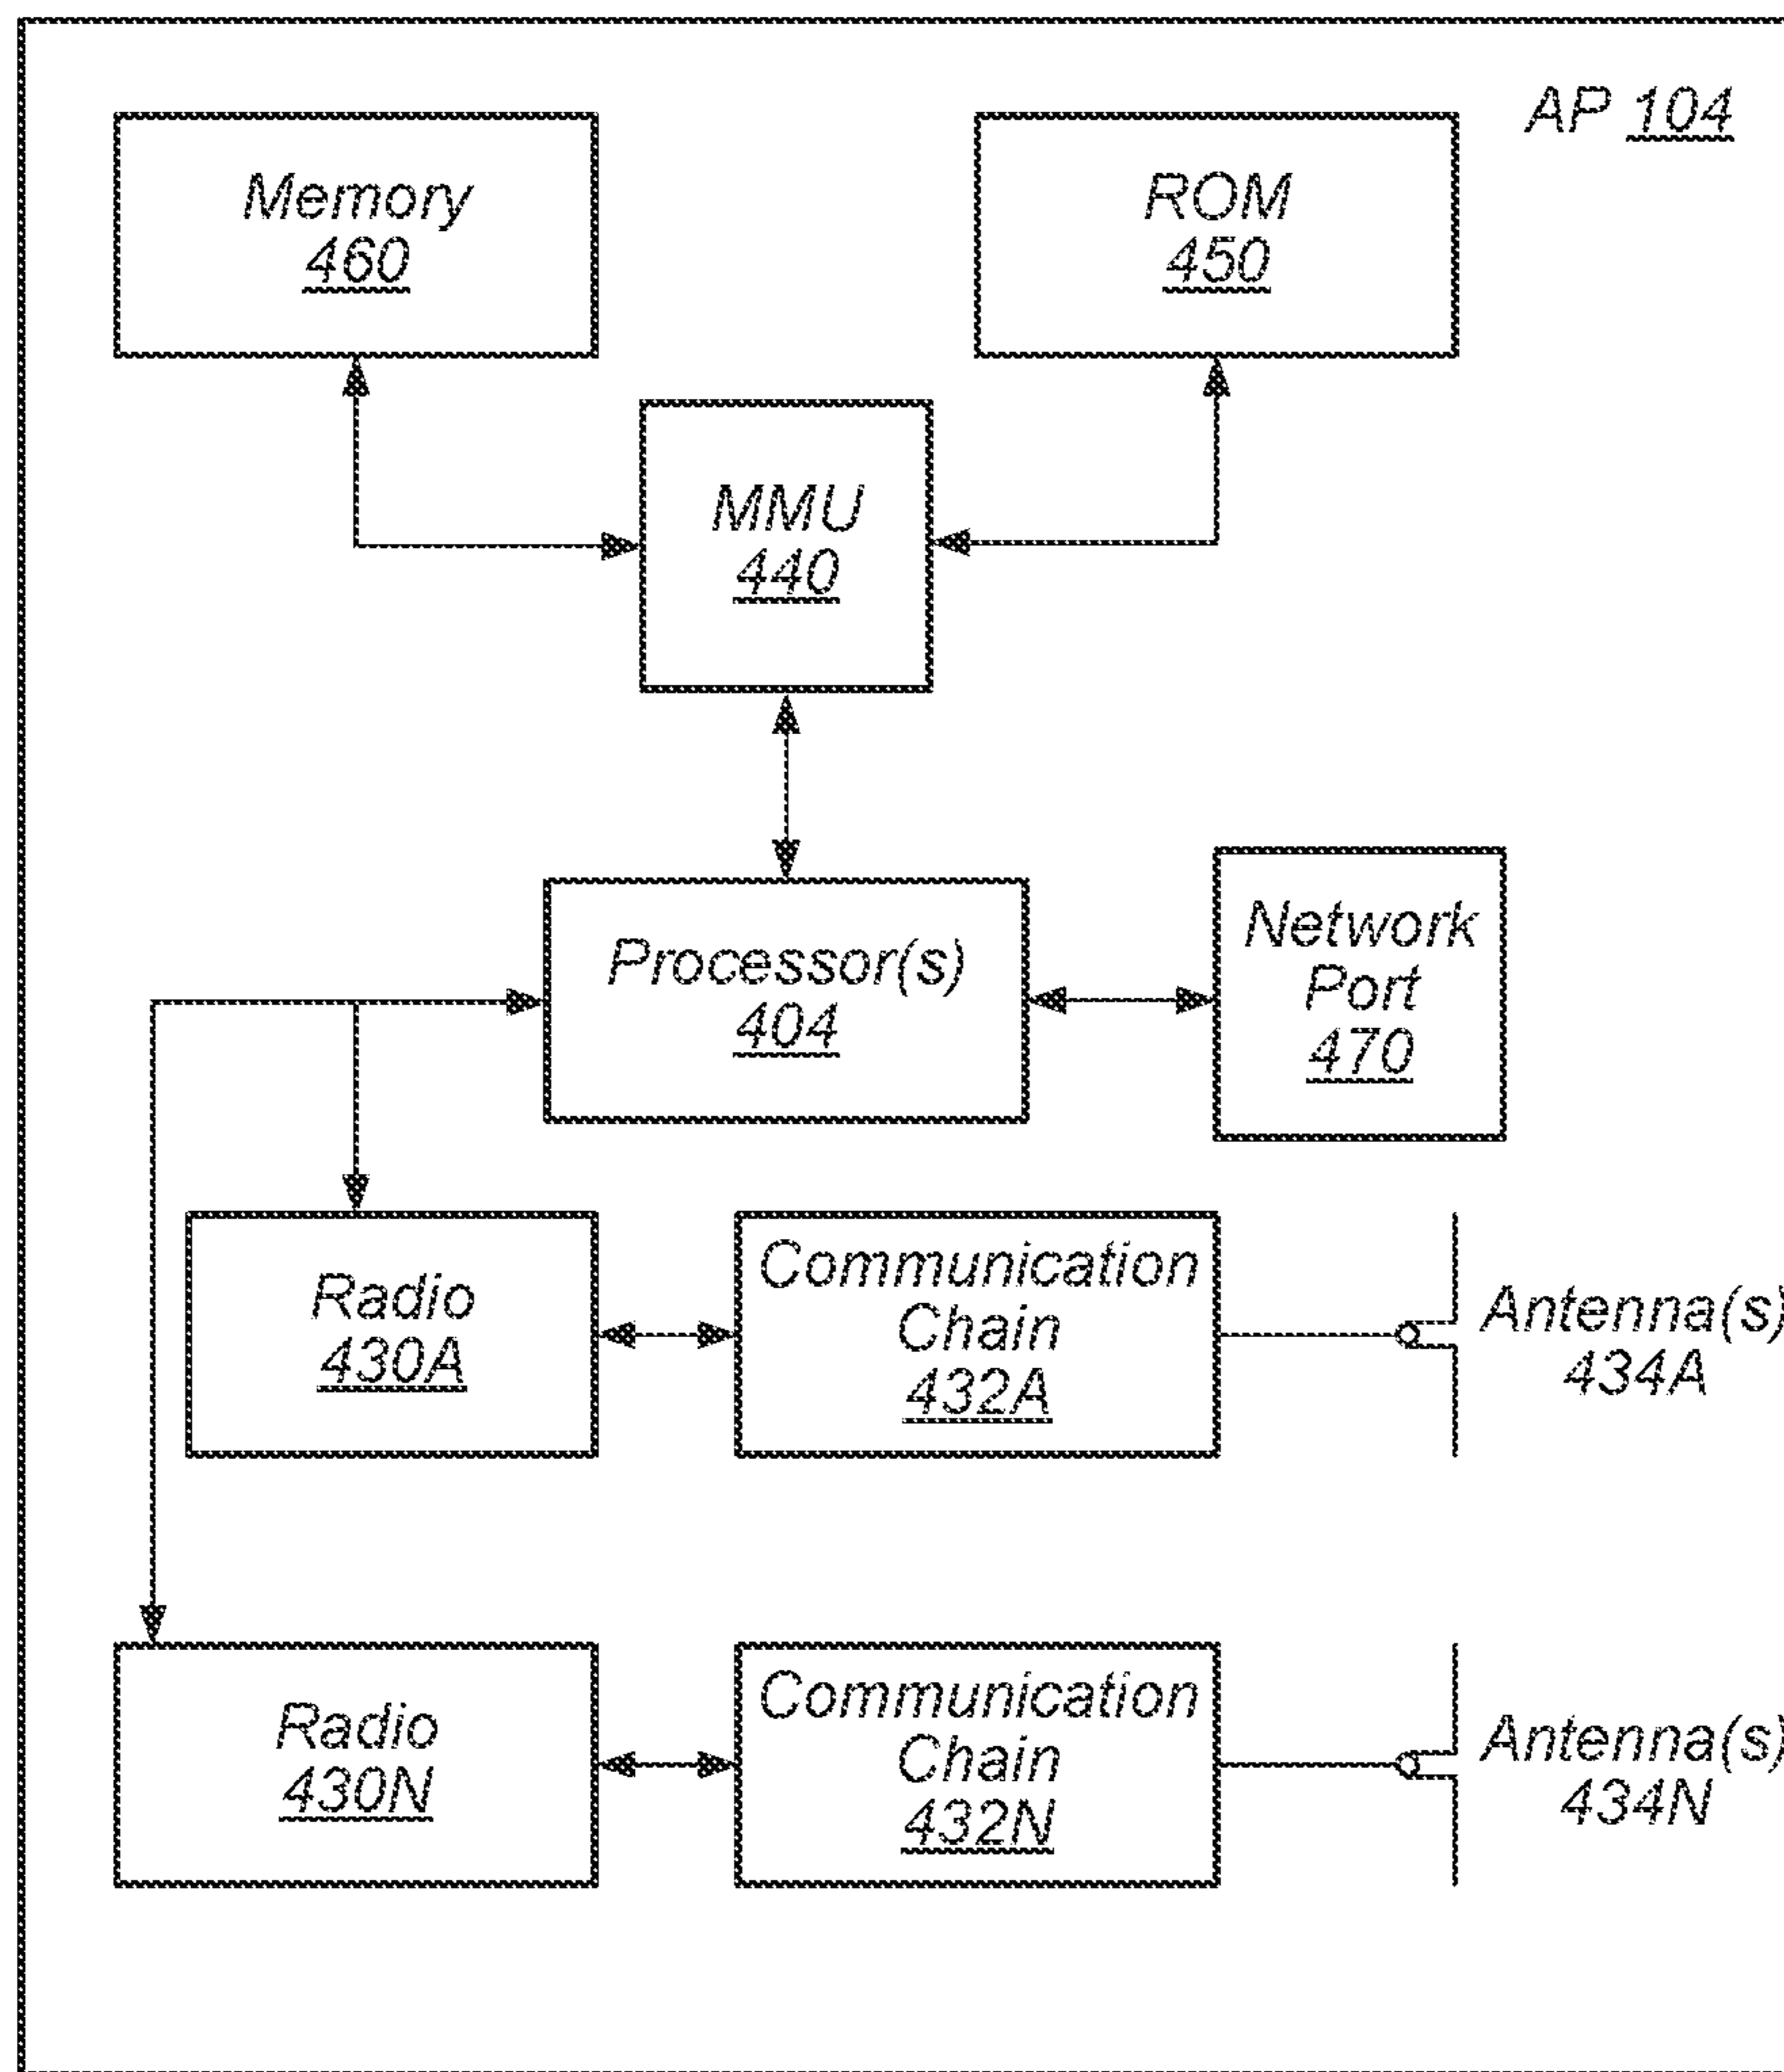 AP 104
Memory
460
ROM
450
MMU
440
Processor(s)
404
Network
Port
470
Radio
430A
Communication
Chain
432A
Antenna(s)
434A
Radio
430N
Communication
Chain
432N
Antenna(s)
434N